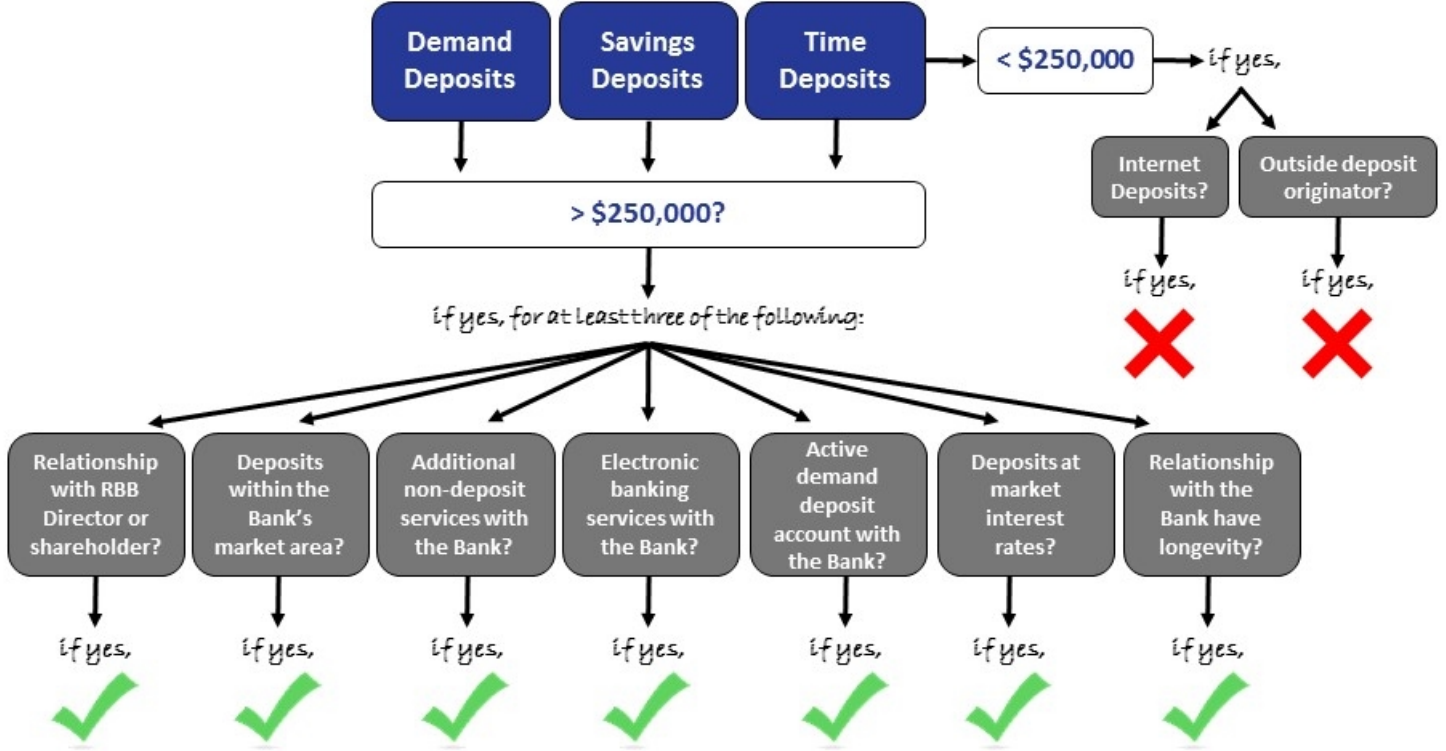 Demand
Deposits
Savings
Deposits
Time
Deposits
< $250,000
if yes,
Internet
Deposits?
Outside deposit
originator?
> $250,000?
if yes,
if yes,
if yes, for at least three of the following:
Relationship
with RBB
Director or
shareholder?
Deposits
within the
Bank's
market area?
Additional
non-deposit
services with
the Bank?
Electronic
banking
services with
the Bank?
Active
demand
deposit
account with
the Bank?
Deposits at
market
interest
rates?
Relationship
with the
Bank have
longevity?
if yes,
if yes,
if yes,
if yes,
if yes,
if yes,
if yes,